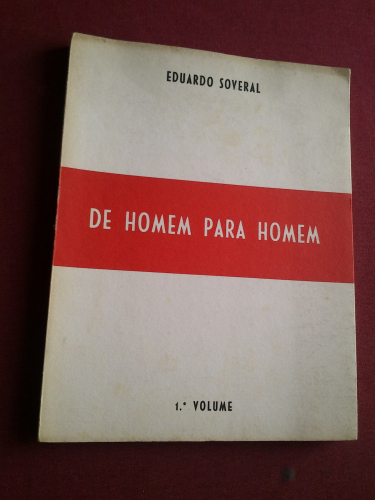 EDUARDO SOVERAL
DE HOMEM PARA HOMEM
1.º VOLUME